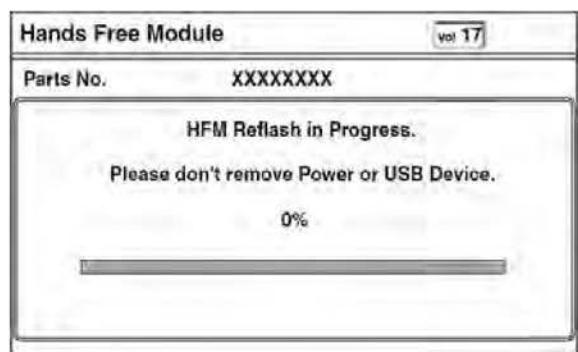 Hands Free Module vol 17
Parts No. XXXXXXXX
HFM Reflash in Progress.
Please don't remove Power or USB Device.
0%